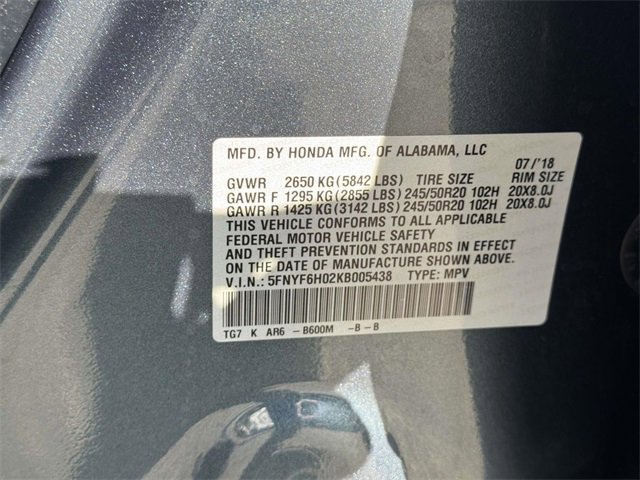 MFD. BY HONDA MFG. OF ALABAMA, LLC 07/'18
GVWR 2650 KG(5842 LBS) TIRE SIZE RIM SIZE
GAWR F 1295 KG(2855 LBS) 245/50R20 102H 20X8.0J
GAWR R 1425 KG(3142 LBS) 245/50R20 102H 20X8.0J
THIS VEHICLE CONFORMS TO ALL APPLICABLE
FEDERAL MOTOR VEHICLE SAFETY
AND THEFT PREVENTION STANDARDS IN EFFECT
ON THE DATE OF MANUFACTURE SHOWN ABOVE.
V.I.N.: 5FNYF6H02KB005438 TYPE: MPV
TG7 K AR6 -B600M -B-B